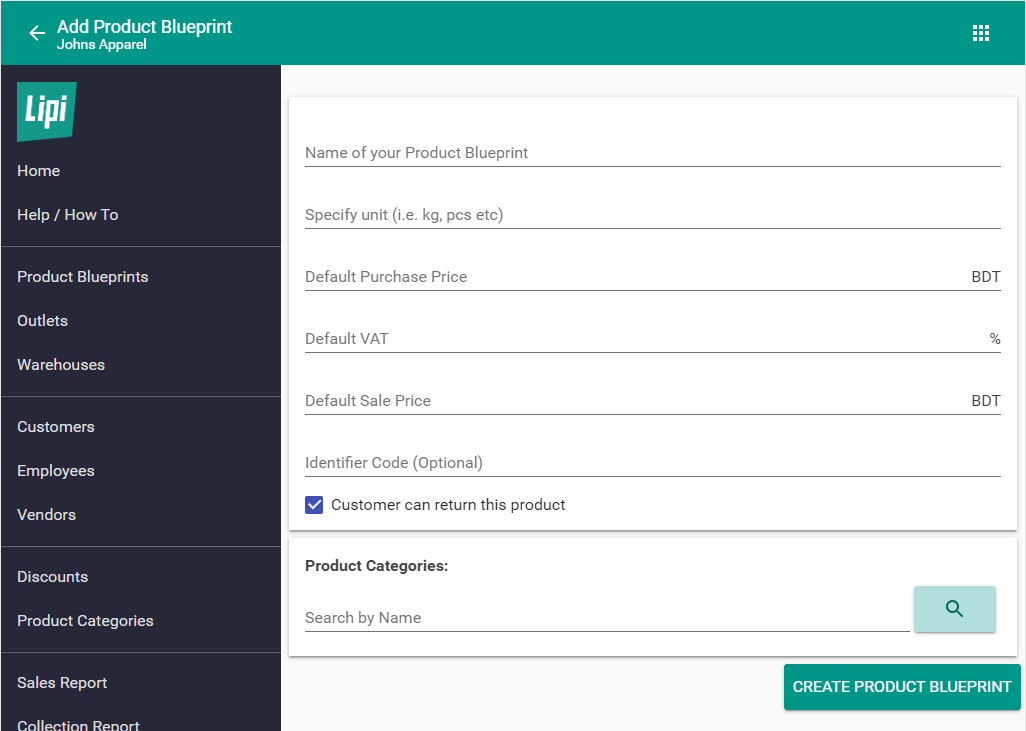 Add Product Blueprint
Johns Apparel
Lipi
Home
Help / How To
Product Blueprints
Outlets
Warehouses
Customers
Employees
Vendors
Discounts
Product Categories
Sales Report
Collection Report
Name of your Product Blueprint
Specify unit (i.e. kg, pcs etc)
Default Purchase Price BDT
Default VAT %
Default Sale Price BDT
Identifier Code (Optional)
Customer can return this product
Product Categories:
Search by Name
CREATE PRODUCT BLUEPRINT